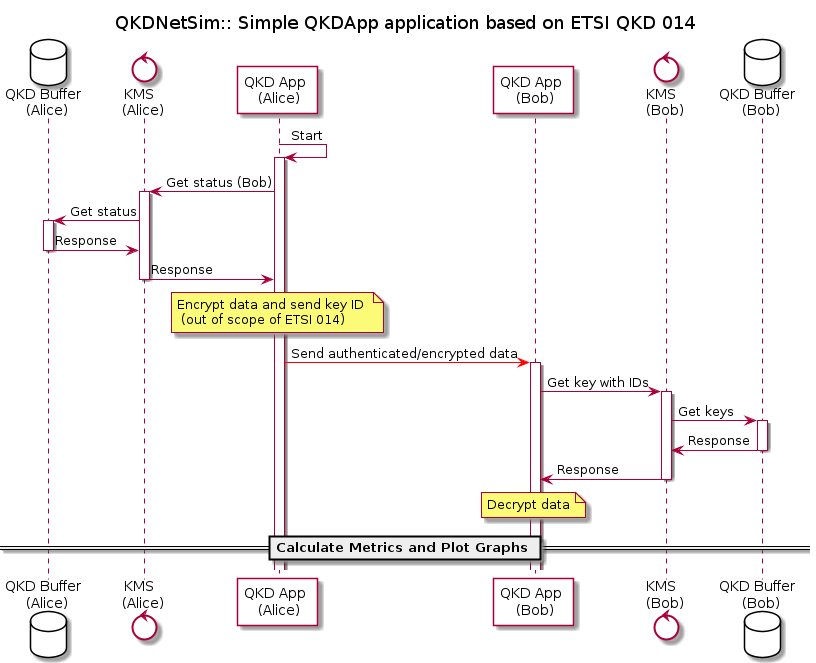 QKDNetSim:: Simple QKDApp application based on ETSI QKD 014
QKD Buffer
(Alice)
KMS
(Alice)
QKD App
(Alice)
QKD App
(Bob)
KMS
(Bob)
QKD Buffer
(Bob)
Start
Get status (Bob)
Get status
Response
Response
Encrypt data and send key ID
(out of scope of ETSI 014)
Send authenticated/encrypted data
Get key with IDs
Get keys
Response
Response
Decrypt data
Calculate Metrics and Plot Graphs
QKD Buffer
(Alice)
KMS
(Alice)
QKD App
(Alice)
QKD App
(Bob)
KMS
(Bob)
QKD Buffer
(Bob)